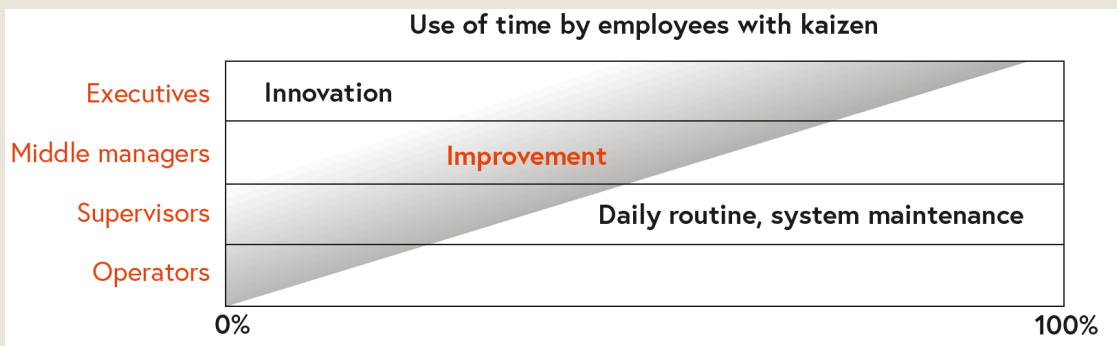 Use of time by employees with kaizen
Executives
Innovation
Middle managers
Improvement
Supervisors
Daily routine, system maintenance
Operators
0%
100%